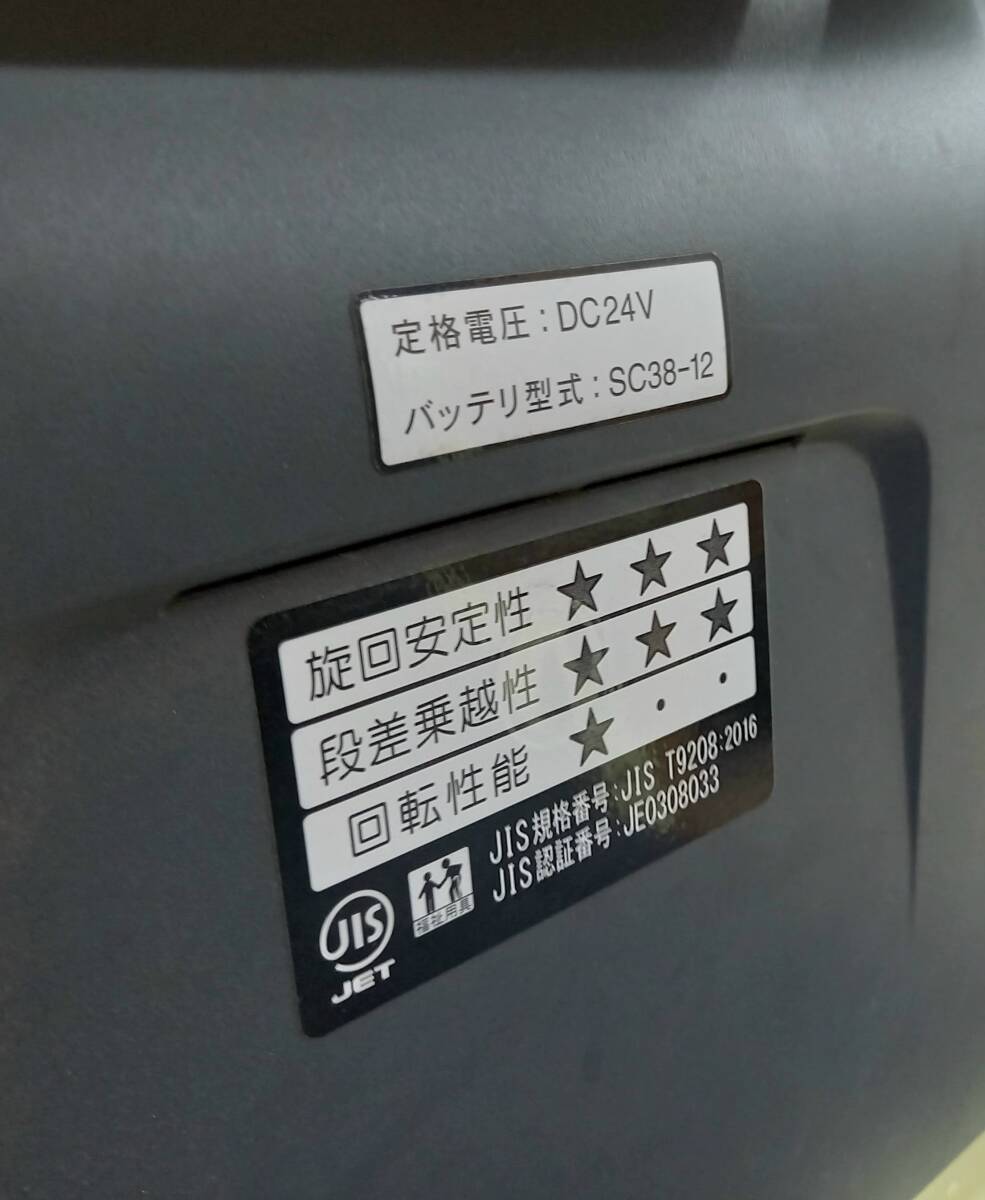 定格電圧：DC24V
バッテリ型式：SC38-12
旋回安定性 ★ ★ ★
段差乗越性 ★ ★ ★
回転性能 ★ ・ ・
JIS規格番号：JIS T9208:2016
JIS認証番号：JE0308033
JIS
JET
福祉用具